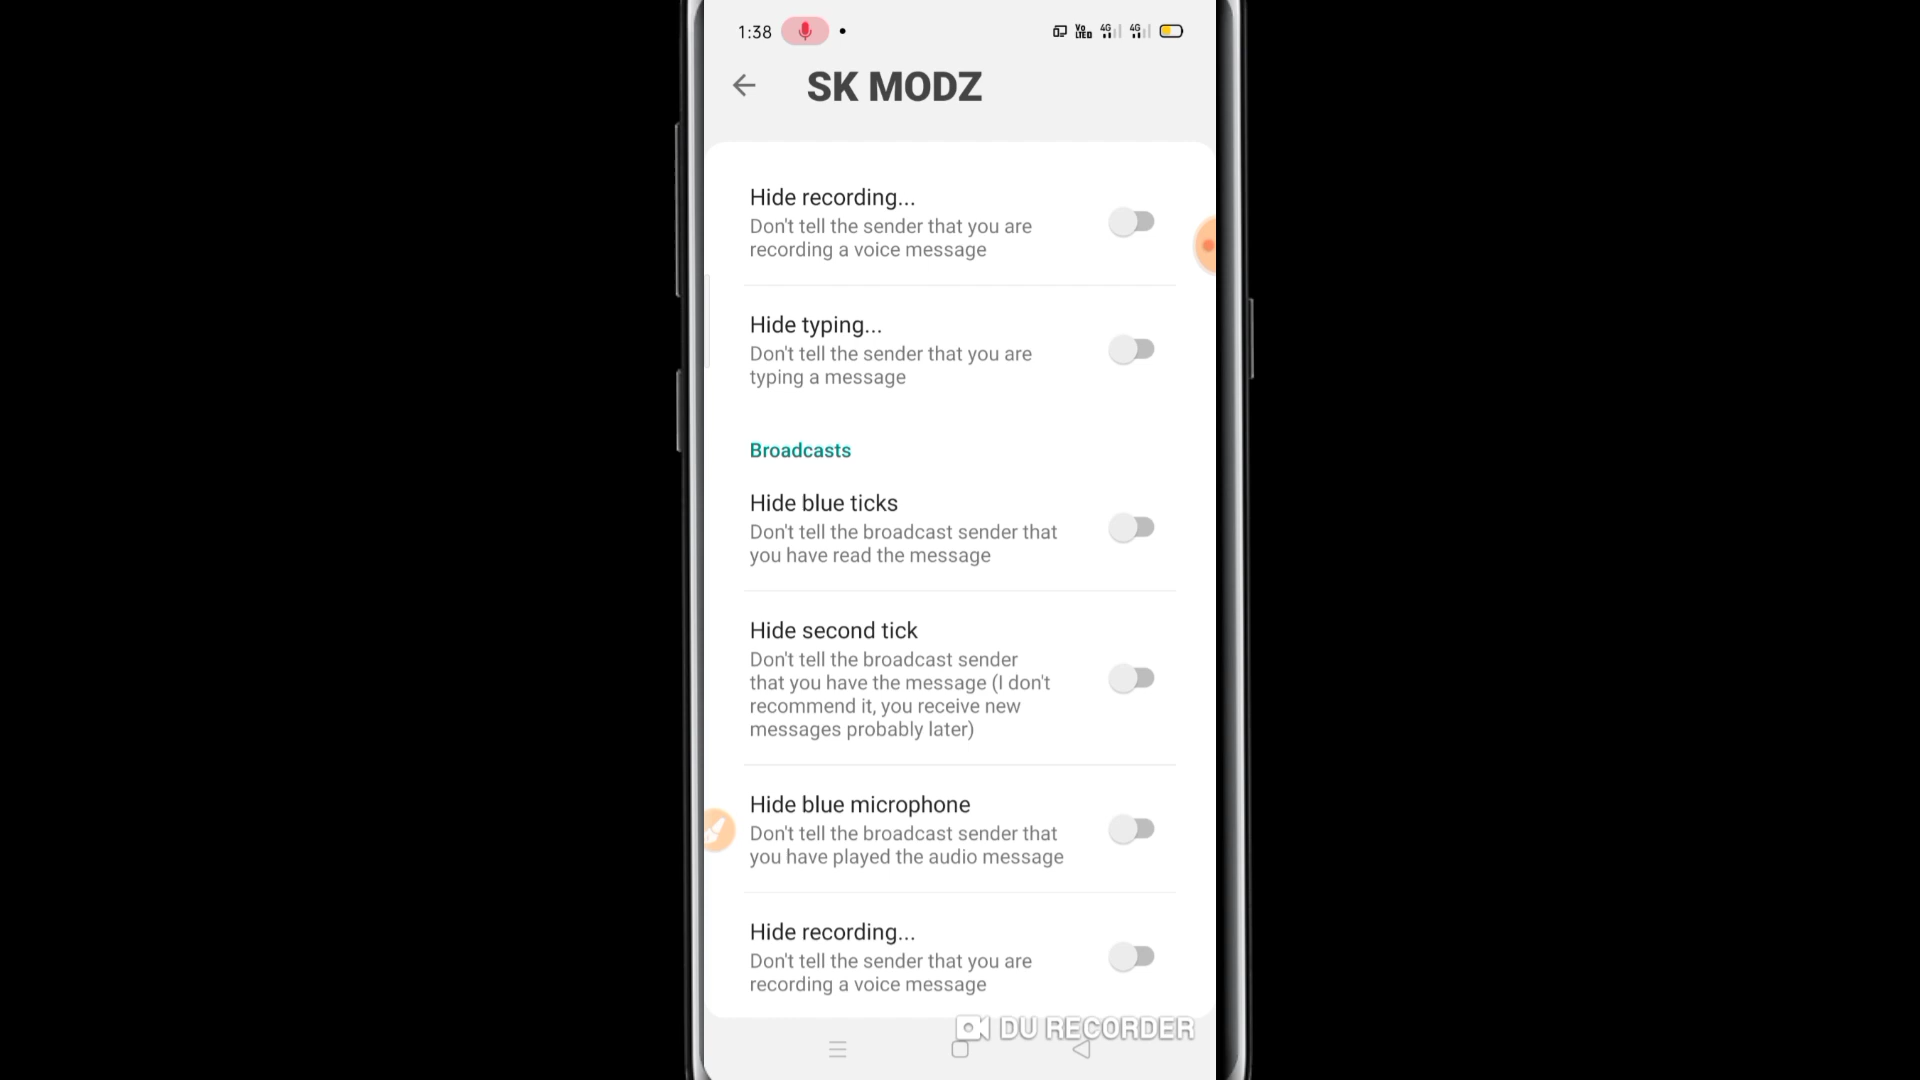 1:38
Vo
LTED
4G
4G
SK MODZ
Hide recording...
Don't tell the sender that you are
recording a voice message
Hide typing...
Don't tell the sender that you are
typing a message
Broadcasts
Hide blue ticks
Don't tell the broadcast sender that
you have read the message
Hide second tick
Don't tell the broadcast sender
that you have the message (I don't
recommend it, you receive new
messages probably later)
Hide blue microphone
Don't tell the broadcast sender that
you have played the audio message
Hide recording...
Don't tell the sender that you are
recording a voice message
DU RECORDER